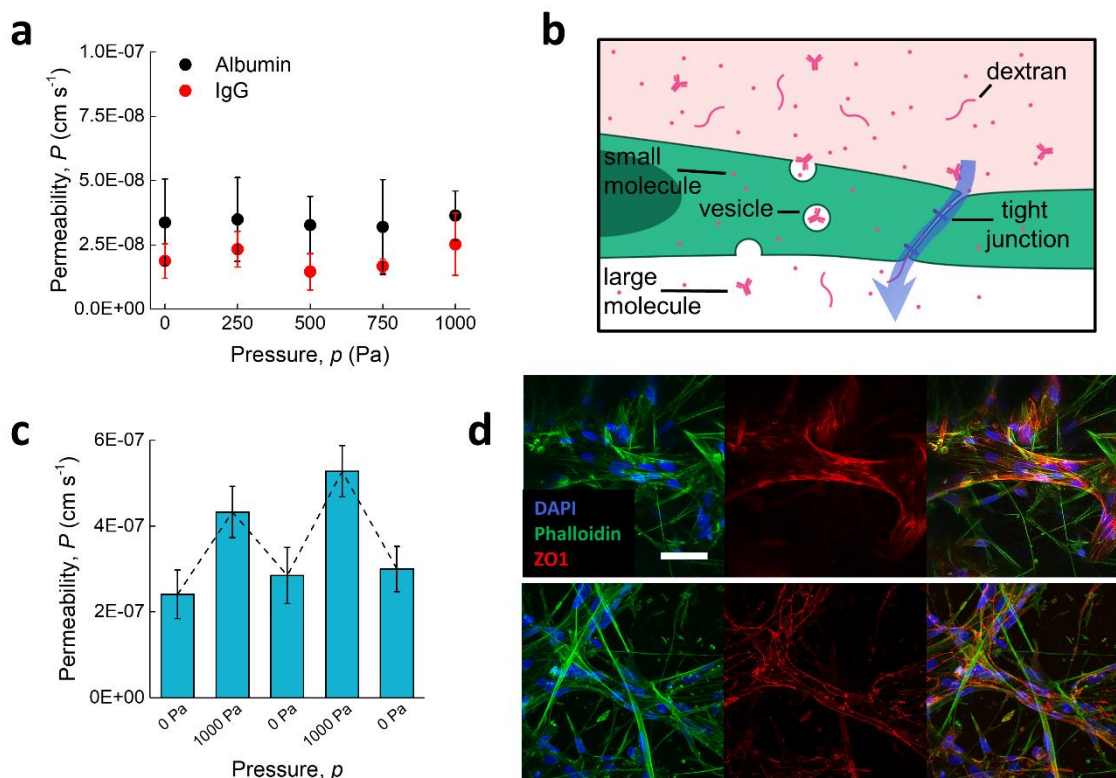 a
1.0E-07
7.5E-08
5.0E-08
2.5E-08
0.0E+00
Permeability, P (cm s⁻¹)
Albumin
IgG
0
250
500
750
1000
Pressure, p (Pa)
b
dextran
small
molecule
vesicle
tight
junction
large
molecule
c
6E-07
4E-07
2E-07
0E+00
Permeability, P (cm s⁻¹)
0 Pa
1000 Pa
0 Pa
1000 Pa
0 Pa
Pressure, p
d
DAPI
Phalloidin
ZO1